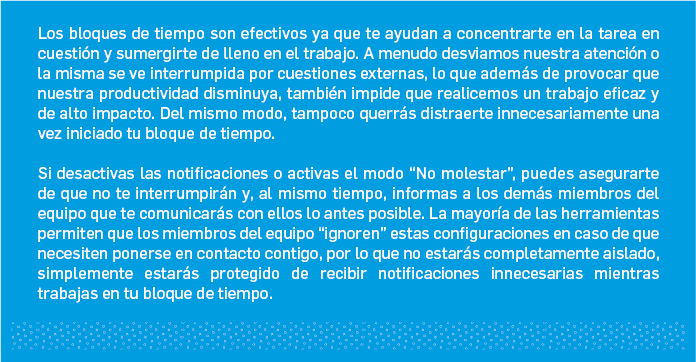 Los bloques de tiempo son efectivos ya que te ayudan a concentrarte en la tarea en
cuestión y sumergirte de lleno en el trabajo. A menudo desviamos nuestra atención o
la misma se ve interrumpida por cuestiones externas, lo que además de provocar que
nuestra productividad disminuya, también impide que realicemos un trabajo eficaz y
de alto impacto. Del mismo modo, tampoco querrás distraerte innecesariamente una
vez iniciado tu bloque de tiempo.
Si desactivas las notificaciones o activas el modo “No molestar”, puedes asegurarte
de que no te interrumpirán y, al mismo tiempo, informas a los demás miembros del
equipo que te comunicarás con ellos lo antes posible. La mayoría de las herramientas
permiten que los miembros del equipo “ignoren” estas configuraciones en caso de que
necesiten ponerse en contacto contigo, por lo que no estarás completamente aislado,
simplemente estarás protegido de recibir notificaciones innecesarias mientras
trabajas en tu bloque de tiempo.